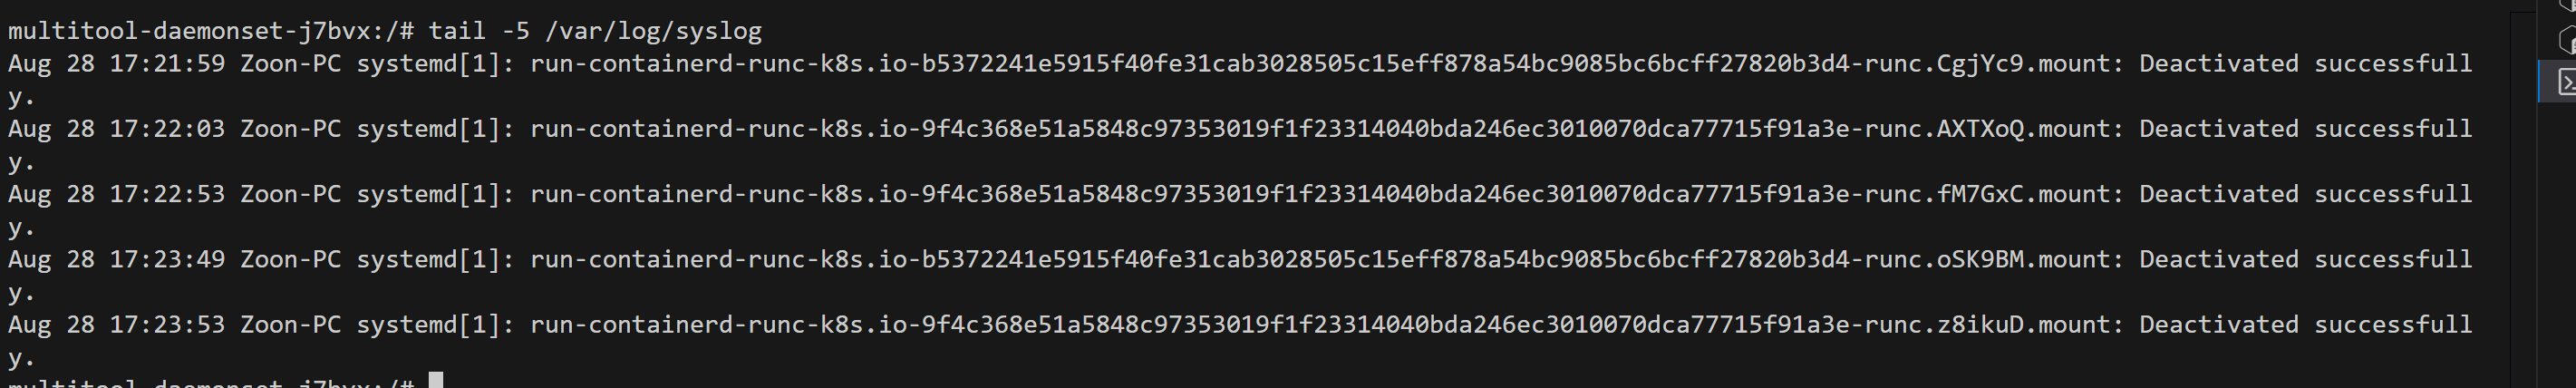 multitool-daemonset-j7bvx:/# tail -5 /var/log/syslog
Aug 28 17:21:59 Zoon-PC systemd[1]: run-containerd-runc-k8s.io-b5372241e5915f40fe31cab3028505c15eff878a54bc9085bc6bcff27820b3d4-runc.CgjYc9.mount: Deactivated successfull
y.
Aug 28 17:22:03 Zoon-PC systemd[1]: run-containerd-runc-k8s.io-9f4c368e51a5848c97353019f1f23314040bda246ec3010070dca77715f91a3e-runc.AXTXoQ.mount: Deactivated successfull
y.
Aug 28 17:22:53 Zoon-PC systemd[1]: run-containerd-runc-k8s.io-9f4c368e51a5848c97353019f1f23314040bda246ec3010070dca77715f91a3e-runc.fM7GxC.mount: Deactivated successfull
y.
Aug 28 17:23:49 Zoon-PC systemd[1]: run-containerd-runc-k8s.io-b5372241e5915f40fe31cab3028505c15eff878a54bc9085bc6bcff27820b3d4-runc.oSK9BM.mount: Deactivated successfull
y.
Aug 28 17:23:53 Zoon-PC systemd[1]: run-containerd-runc-k8s.io-9f4c368e51a5848c97353019f1f23314040bda246ec3010070dca77715f91a3e-runc.z8ikuD.mount: Deactivated successfull
y.
multitool-daemonset-j7bvx:/#